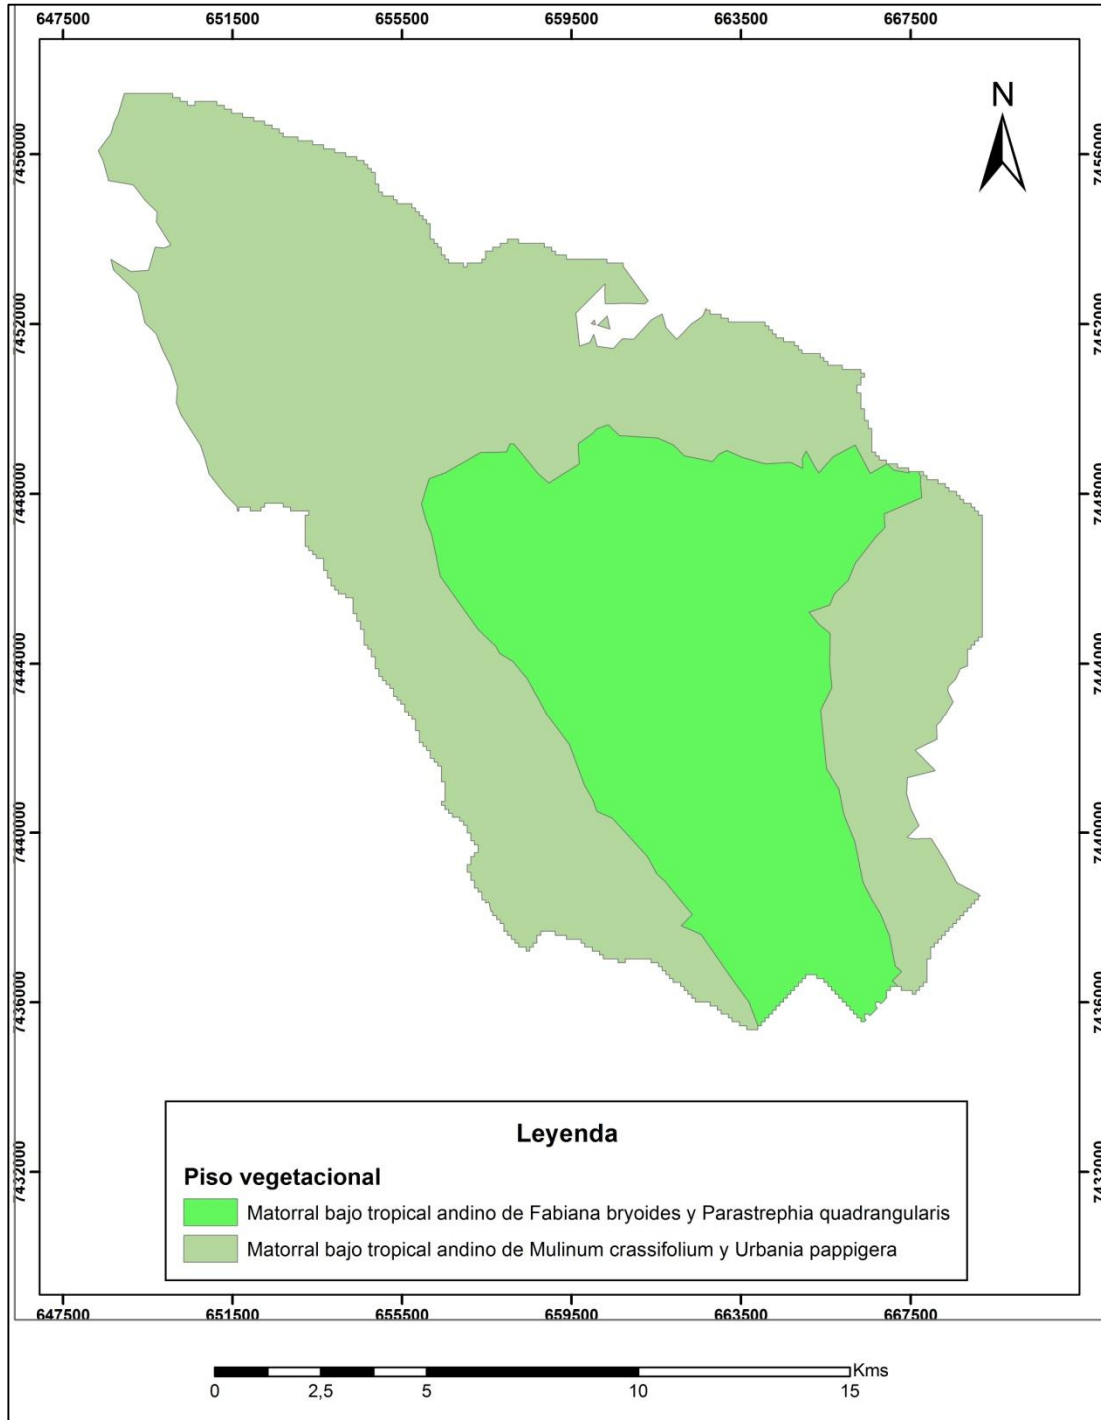 647500 651500 655500 659500 663500 667500
N
7456000 7456000
7452000 7452000
7448000 7448000
7444000 7444000
7440000 7440000
7436000 7436000
7432000 7432000
Leyenda
Piso vegetacional
Matorral bajo tropical andino de Fabiana bryoides y Parastrephia quadrangularis
Matorral bajo tropical andino de Mulinum crassifolium y Urbania pappigera
647500 651500 655500 659500 663500 667500
Kms
0 2,5 5 10 15